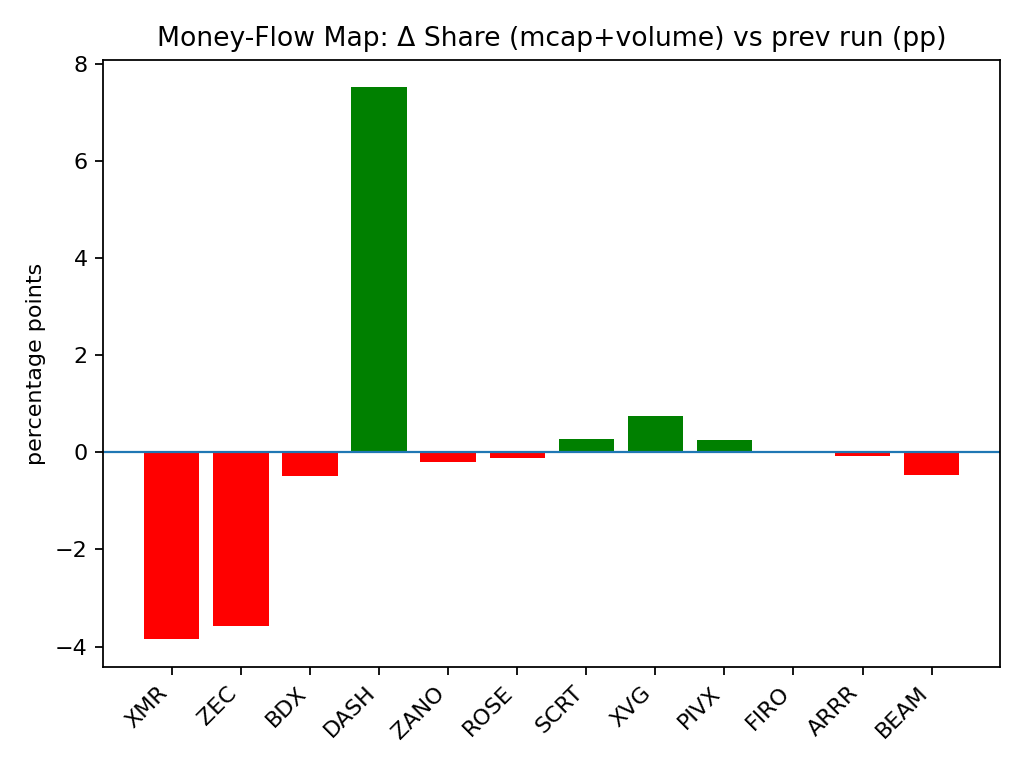 Money-Flow Map: Δ Share (mcap+volume) vs prev run (pp)
percentage points
8
6
4
2
0
−2
−4
XMR
ZEC
BDX
DASH
ZANO
ROSE
SCRT
XVG
PIVX
FIRO
ARRR
BEAM